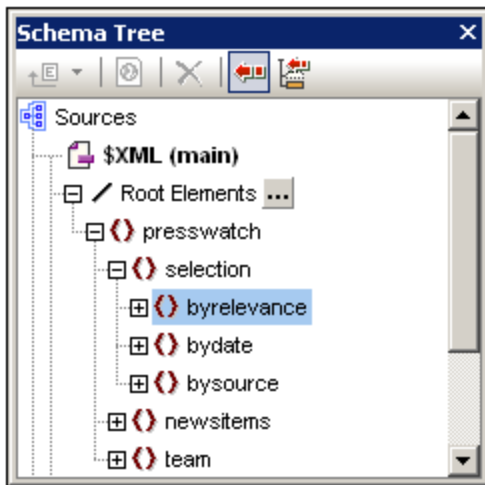 Schema Tree
Sources
$XML (main)
Root Elements ...
presswatch
selection
byrelevance
bydate
bysource
newsitems
team